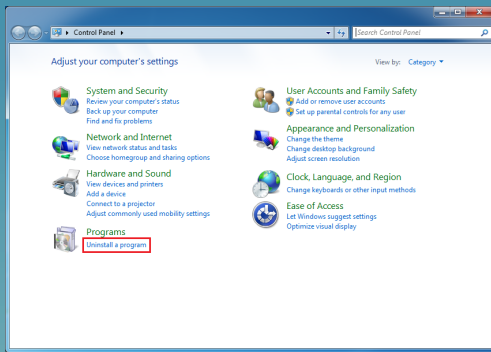 Control Panel
Search Control Panel
Adjust your computer's settings
View by: Category
System and Security
Review your computer's status
Back up your computer
Find and fix problems
Network and Internet
View network status and tasks
Choose homegroup and sharing options
Hardware and Sound
View devices and printers
Add a device
Connect to a projector
Adjust commonly used mobility settings
Programs
Uninstall a program
User Accounts and Family Safety
Add or remove user accounts
Set up parental controls for any user
Appearance and Personalization
Change the theme
Change desktop background
Adjust screen resolution
Clock, Language, and Region
Change keyboards or other input methods
Ease of Access
Let Windows suggest settings
Optimize visual display